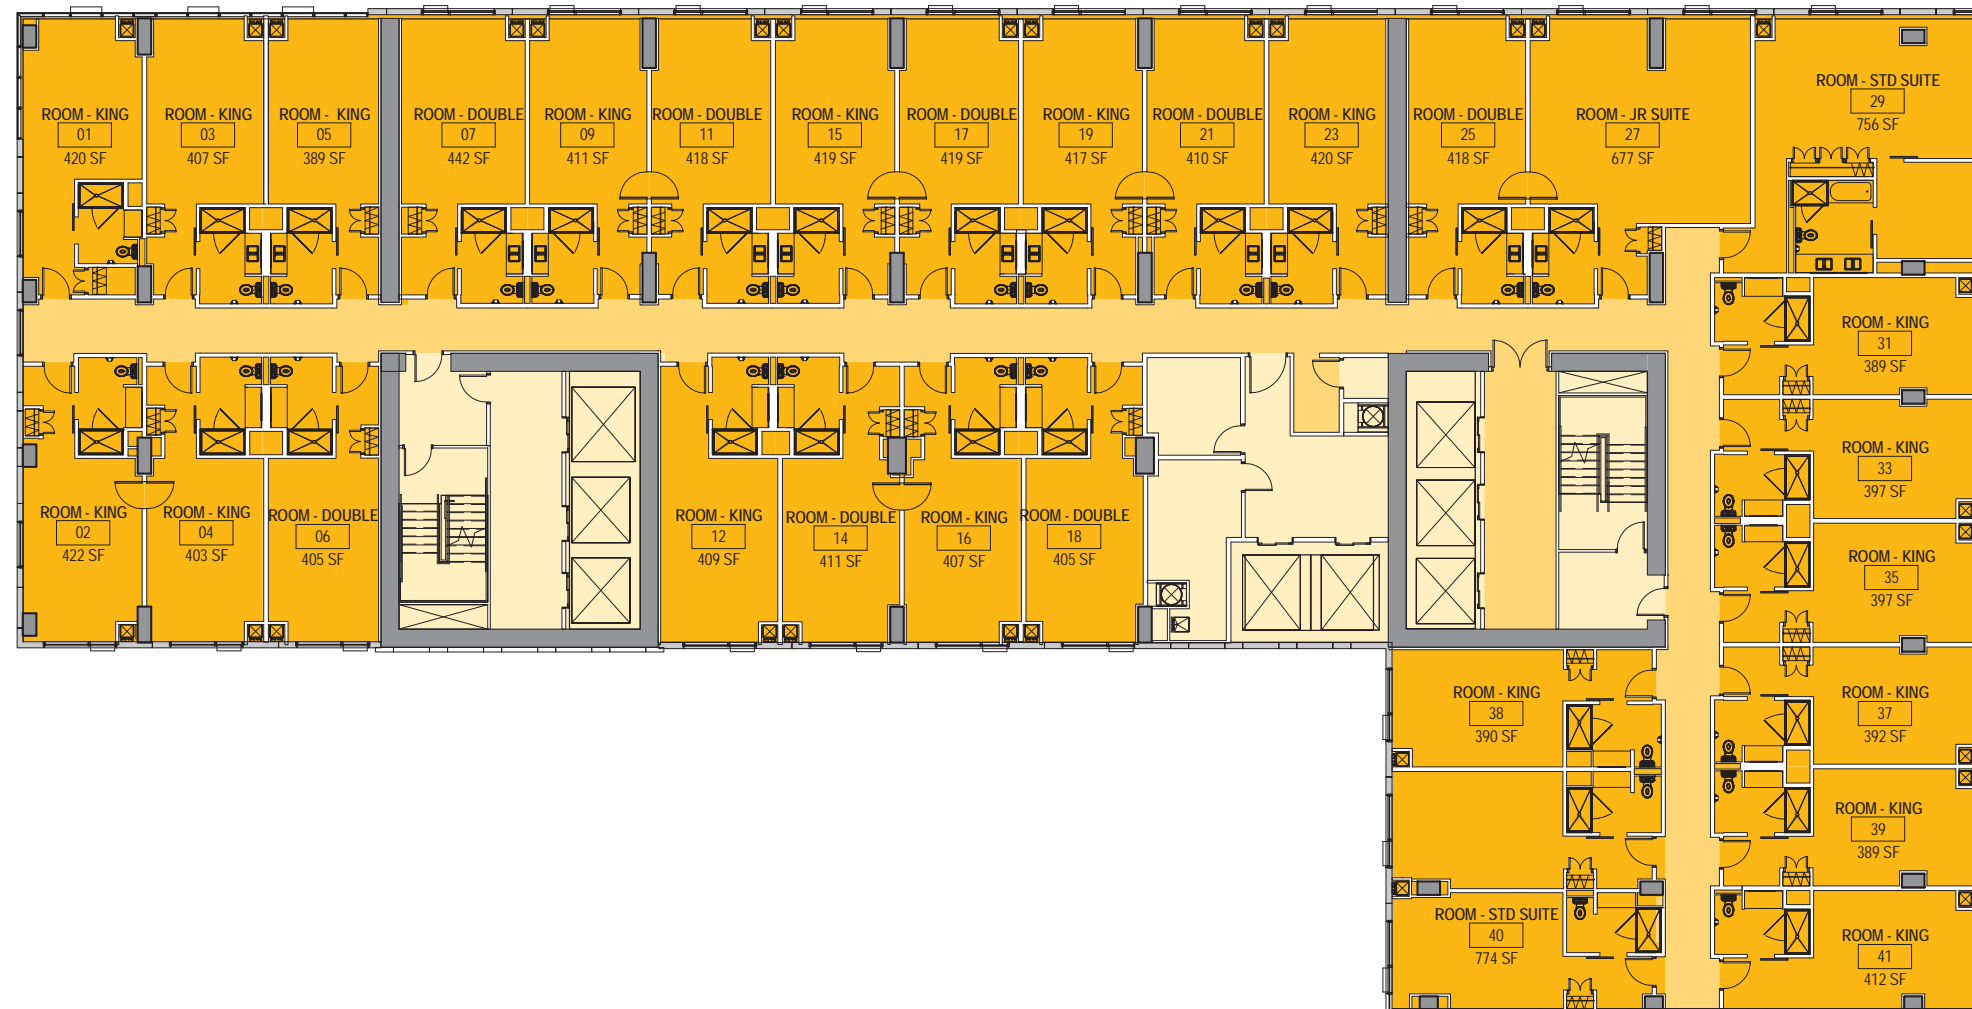 ROOM - KING
01
420 SF
ROOM - KING
03
407 SF
ROOM - KING
05
389 SF
ROOM - DOUBLE
07
442 SF
ROOM - KING
09
411 SF
ROOM - DOUBLE
11
418 SF
ROOM - KING
15
419 SF
ROOM - DOUBLE
17
419 SF
ROOM - KING
19
417 SF
ROOM - DOUBLE
21
410 SF
ROOM - KING
23
420 SF
ROOM - DOUBLE
25
418 SF
ROOM - JR SUITE
27
677 SF
ROOM - STD SUITE
29
756 SF
ROOM - KING
31
389 SF
ROOM - KING
33
397 SF
ROOM - KING
35
397 SF
ROOM - KING
02
422 SF
ROOM - KING
04
403 SF
ROOM - DOUBLE
06
405 SF
ROOM - KING
12
409 SF
ROOM - DOUBLE
14
411 SF
ROOM - KING
16
407 SF
ROOM - DOUBLE
18
405 SF
ROOM - KING
38
390 SF
ROOM - KING
37
392 SF
ROOM - KING
39
389 SF
ROOM - STD SUITE
40
774 SF
ROOM - KING
41
412 SF